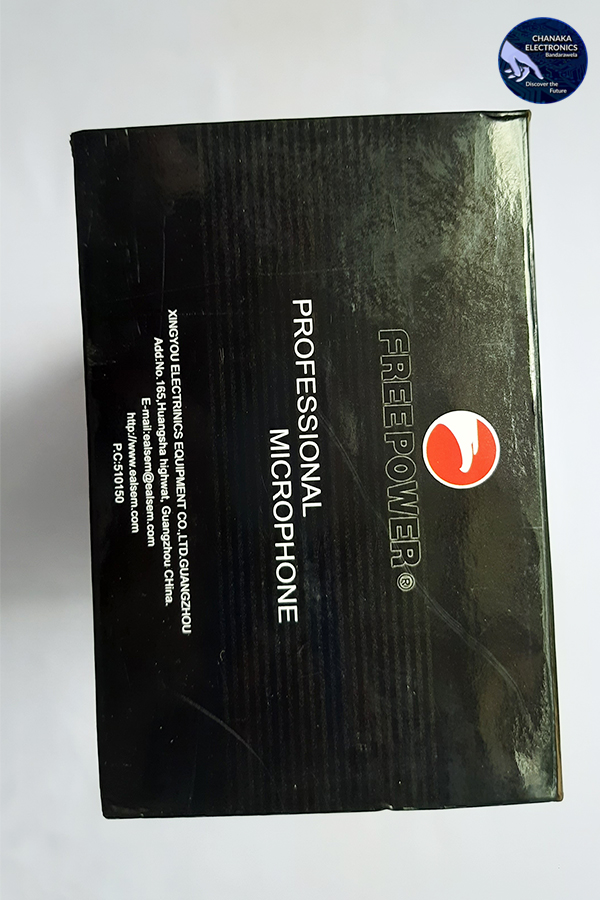 CHANAKA
ELECTRONICS
Bandarawela
Discover the
Future
FREEPOWER®
PROFESSIONAL
MICROPHONE
XINGYOU ELECTRINICS EQUIPMENT CO.,LTD.GUANGZHOU
Add:No.165,Huangsha highwat, Guangzhou CHina.
E-mail:ealsem@ealsem.com
http://www.ealsem.com
P.C:510150